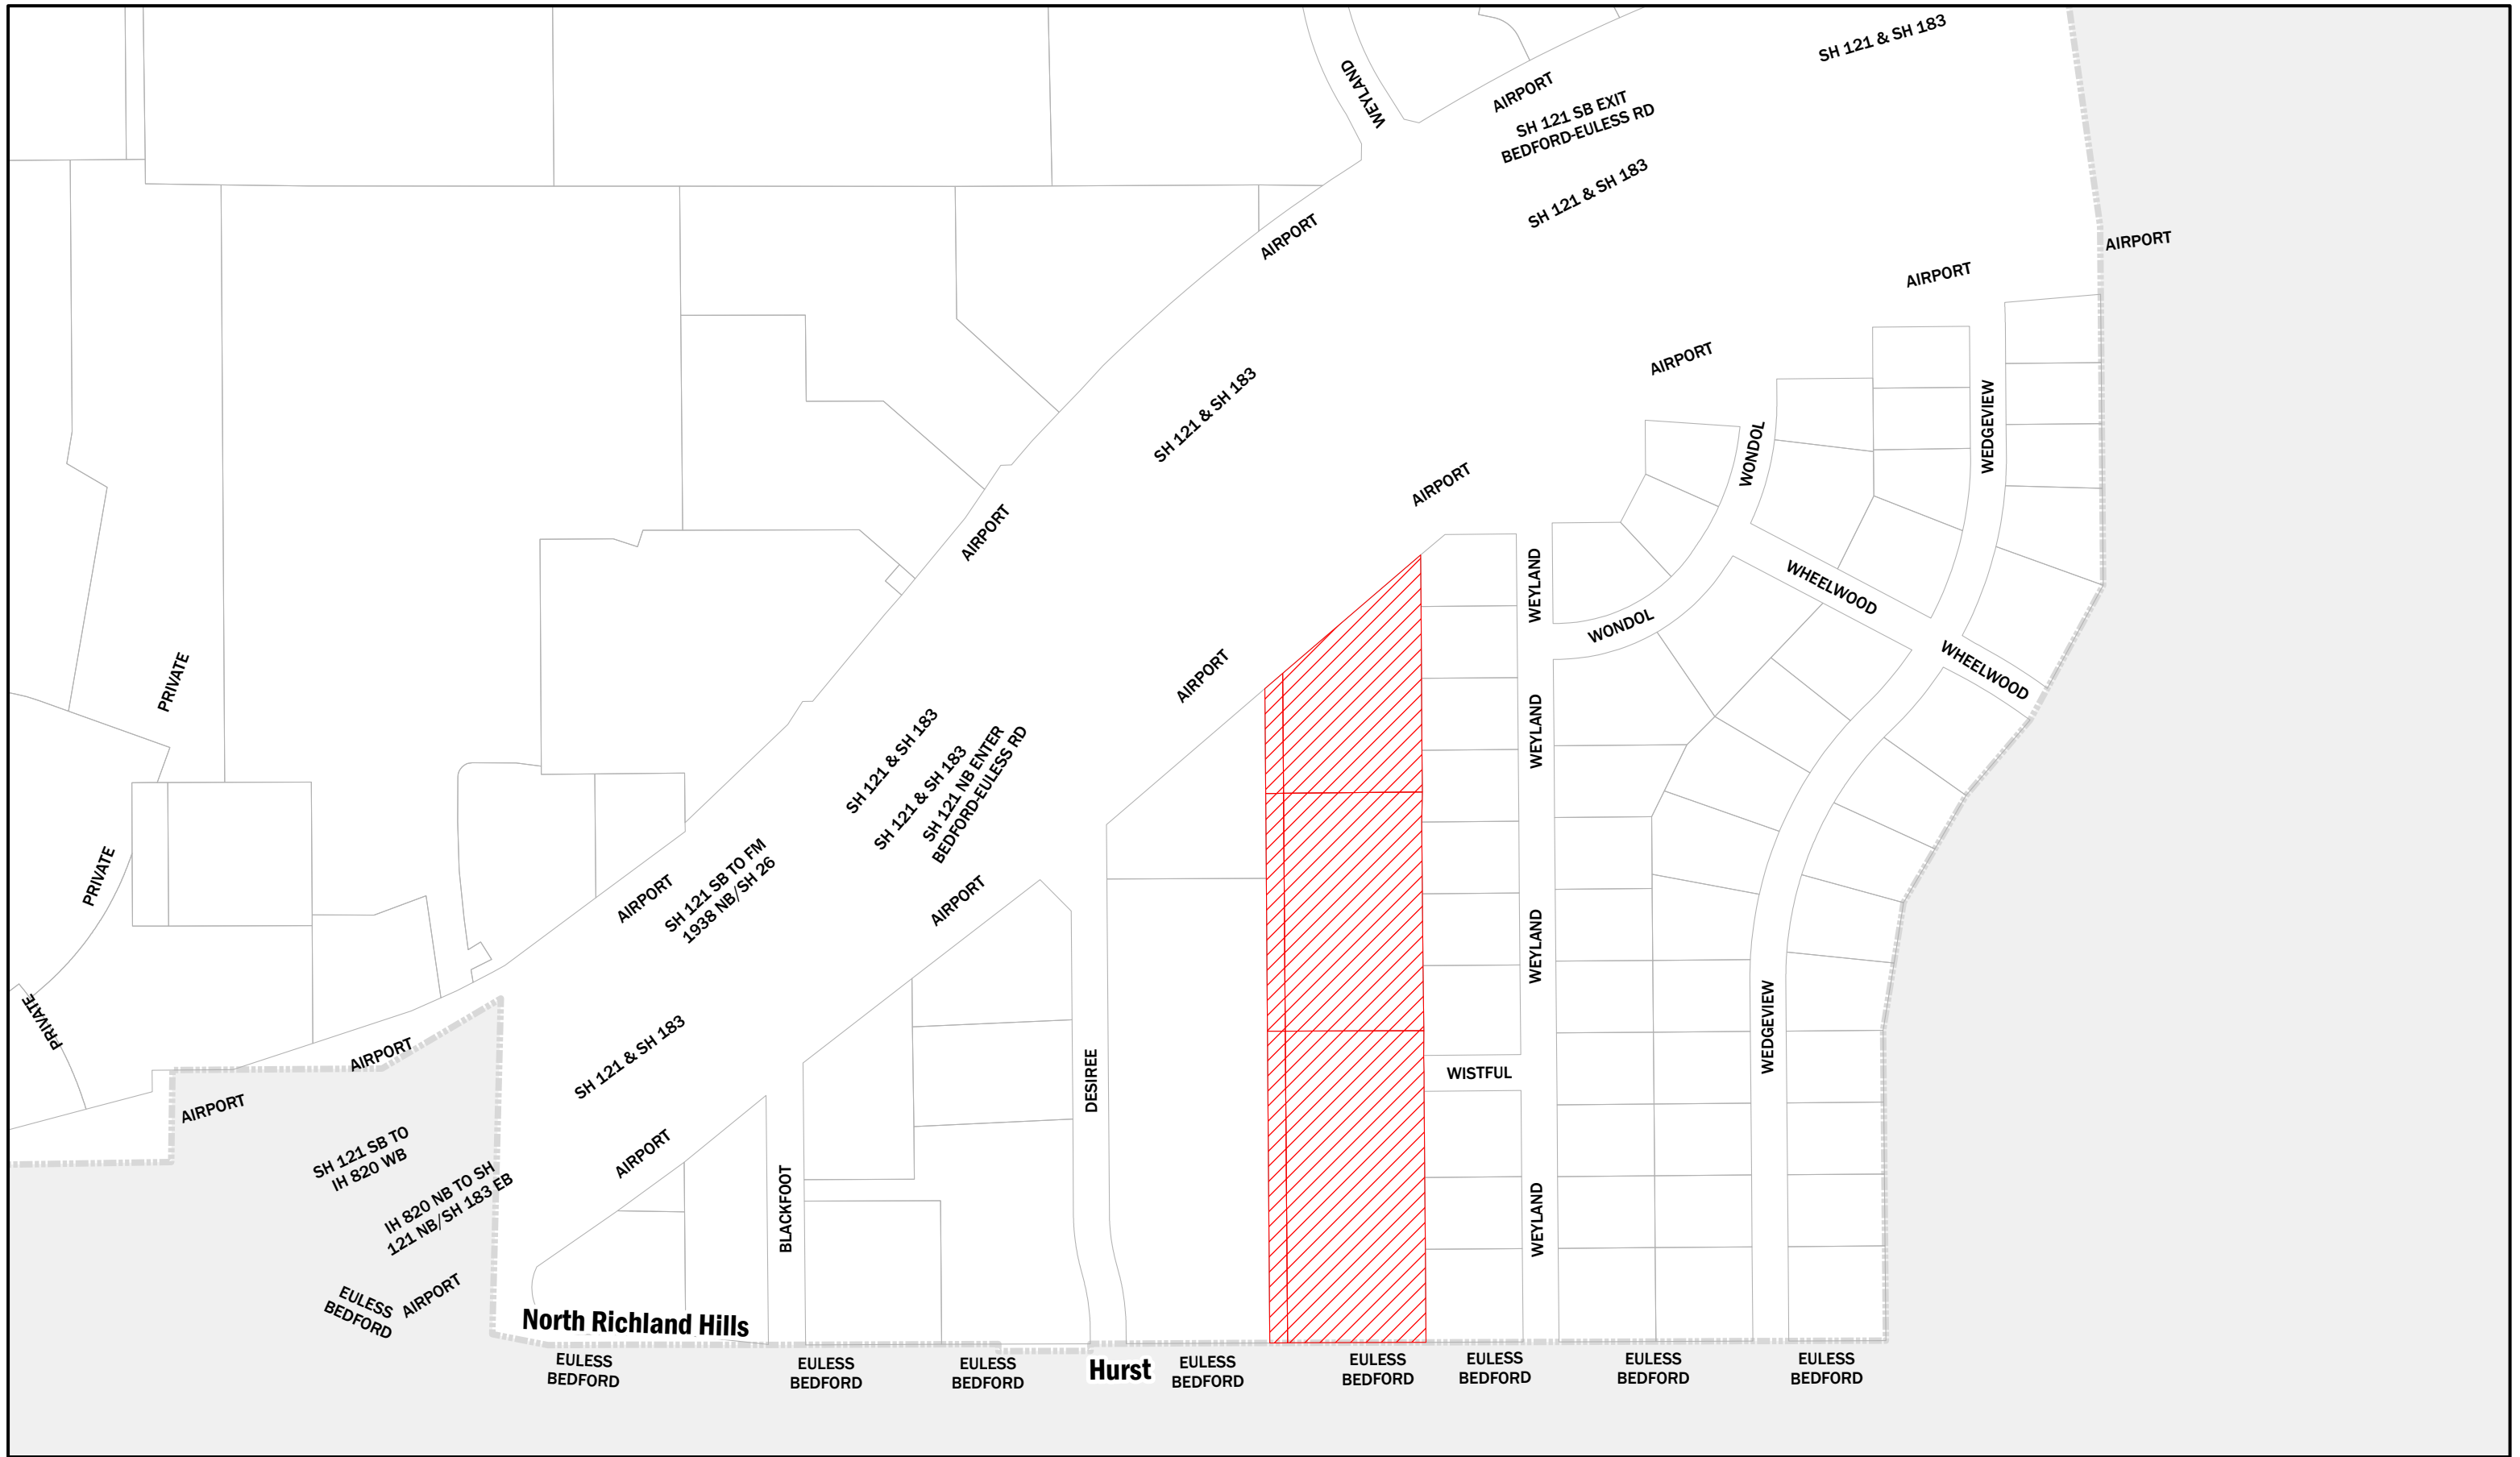 SH 121 & SH 183
WEYLAND
AIRPORT
SH 121 SB EXIT
BEDFORD-EULESS RD
SH 121 & SH 183
AIRPORT
AIRPORT
AIRPORT
AIRPORT
SH 121 & SH 183
WEDGEVIEW
WONDOL
AIRPORT
AIRPORT
WEYLAND
WHEELWOOD
WONDOL
WHEELWOOD
PRIVATE
AIRPORT
WEYLAND
SH 121 & SH 183
SH 121 & SH 183
SH 121 NB ENTER
BEDFORD-EULESS RD
PRIVATE
SH 121 SB TO FM
1938 NB/SH 26
AIRPORT
AIRPORT
WEYLAND
PRIVATE
AIRPORT
SH 121 & SH 183
DESIREE
WISTFUL
WEDGEVIEW
AIRPORT
SH 121 SB TO
IH 820 WB
AIRPORT
IH 820 NB TO SH
121 NB/SH 183 EB
BLACKFOOT
WEYLAND
EULESS
BEDFORD
AIRPORT
North Richland Hills
Hurst
EULESS
BEDFORD
EULESS
BEDFORD
EULESS
BEDFORD
EULESS
BEDFORD
EULESS
BEDFORD
EULESS
BEDFORD
EULESS
BEDFORD
EULESS
BEDFORD